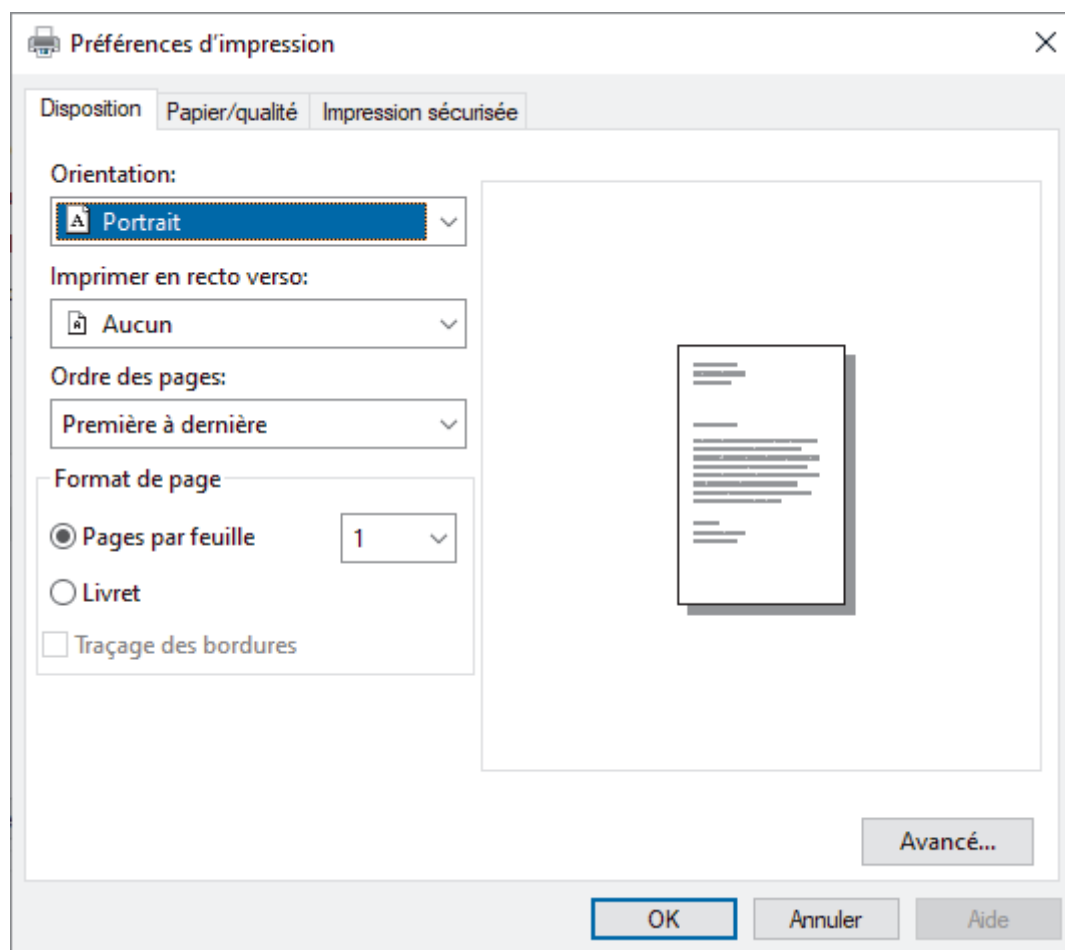 Préférences d'impression
Disposition Papier/qualité Impression sécurisée
Orientation:
A Portrait
Imprimer en recto verso:
A Aucun
Ordre des pages:
Première à dernière
Format de page
Pages par feuille 1
Livret
Traçage des bordures
Avancé...
OK Annuler Aide